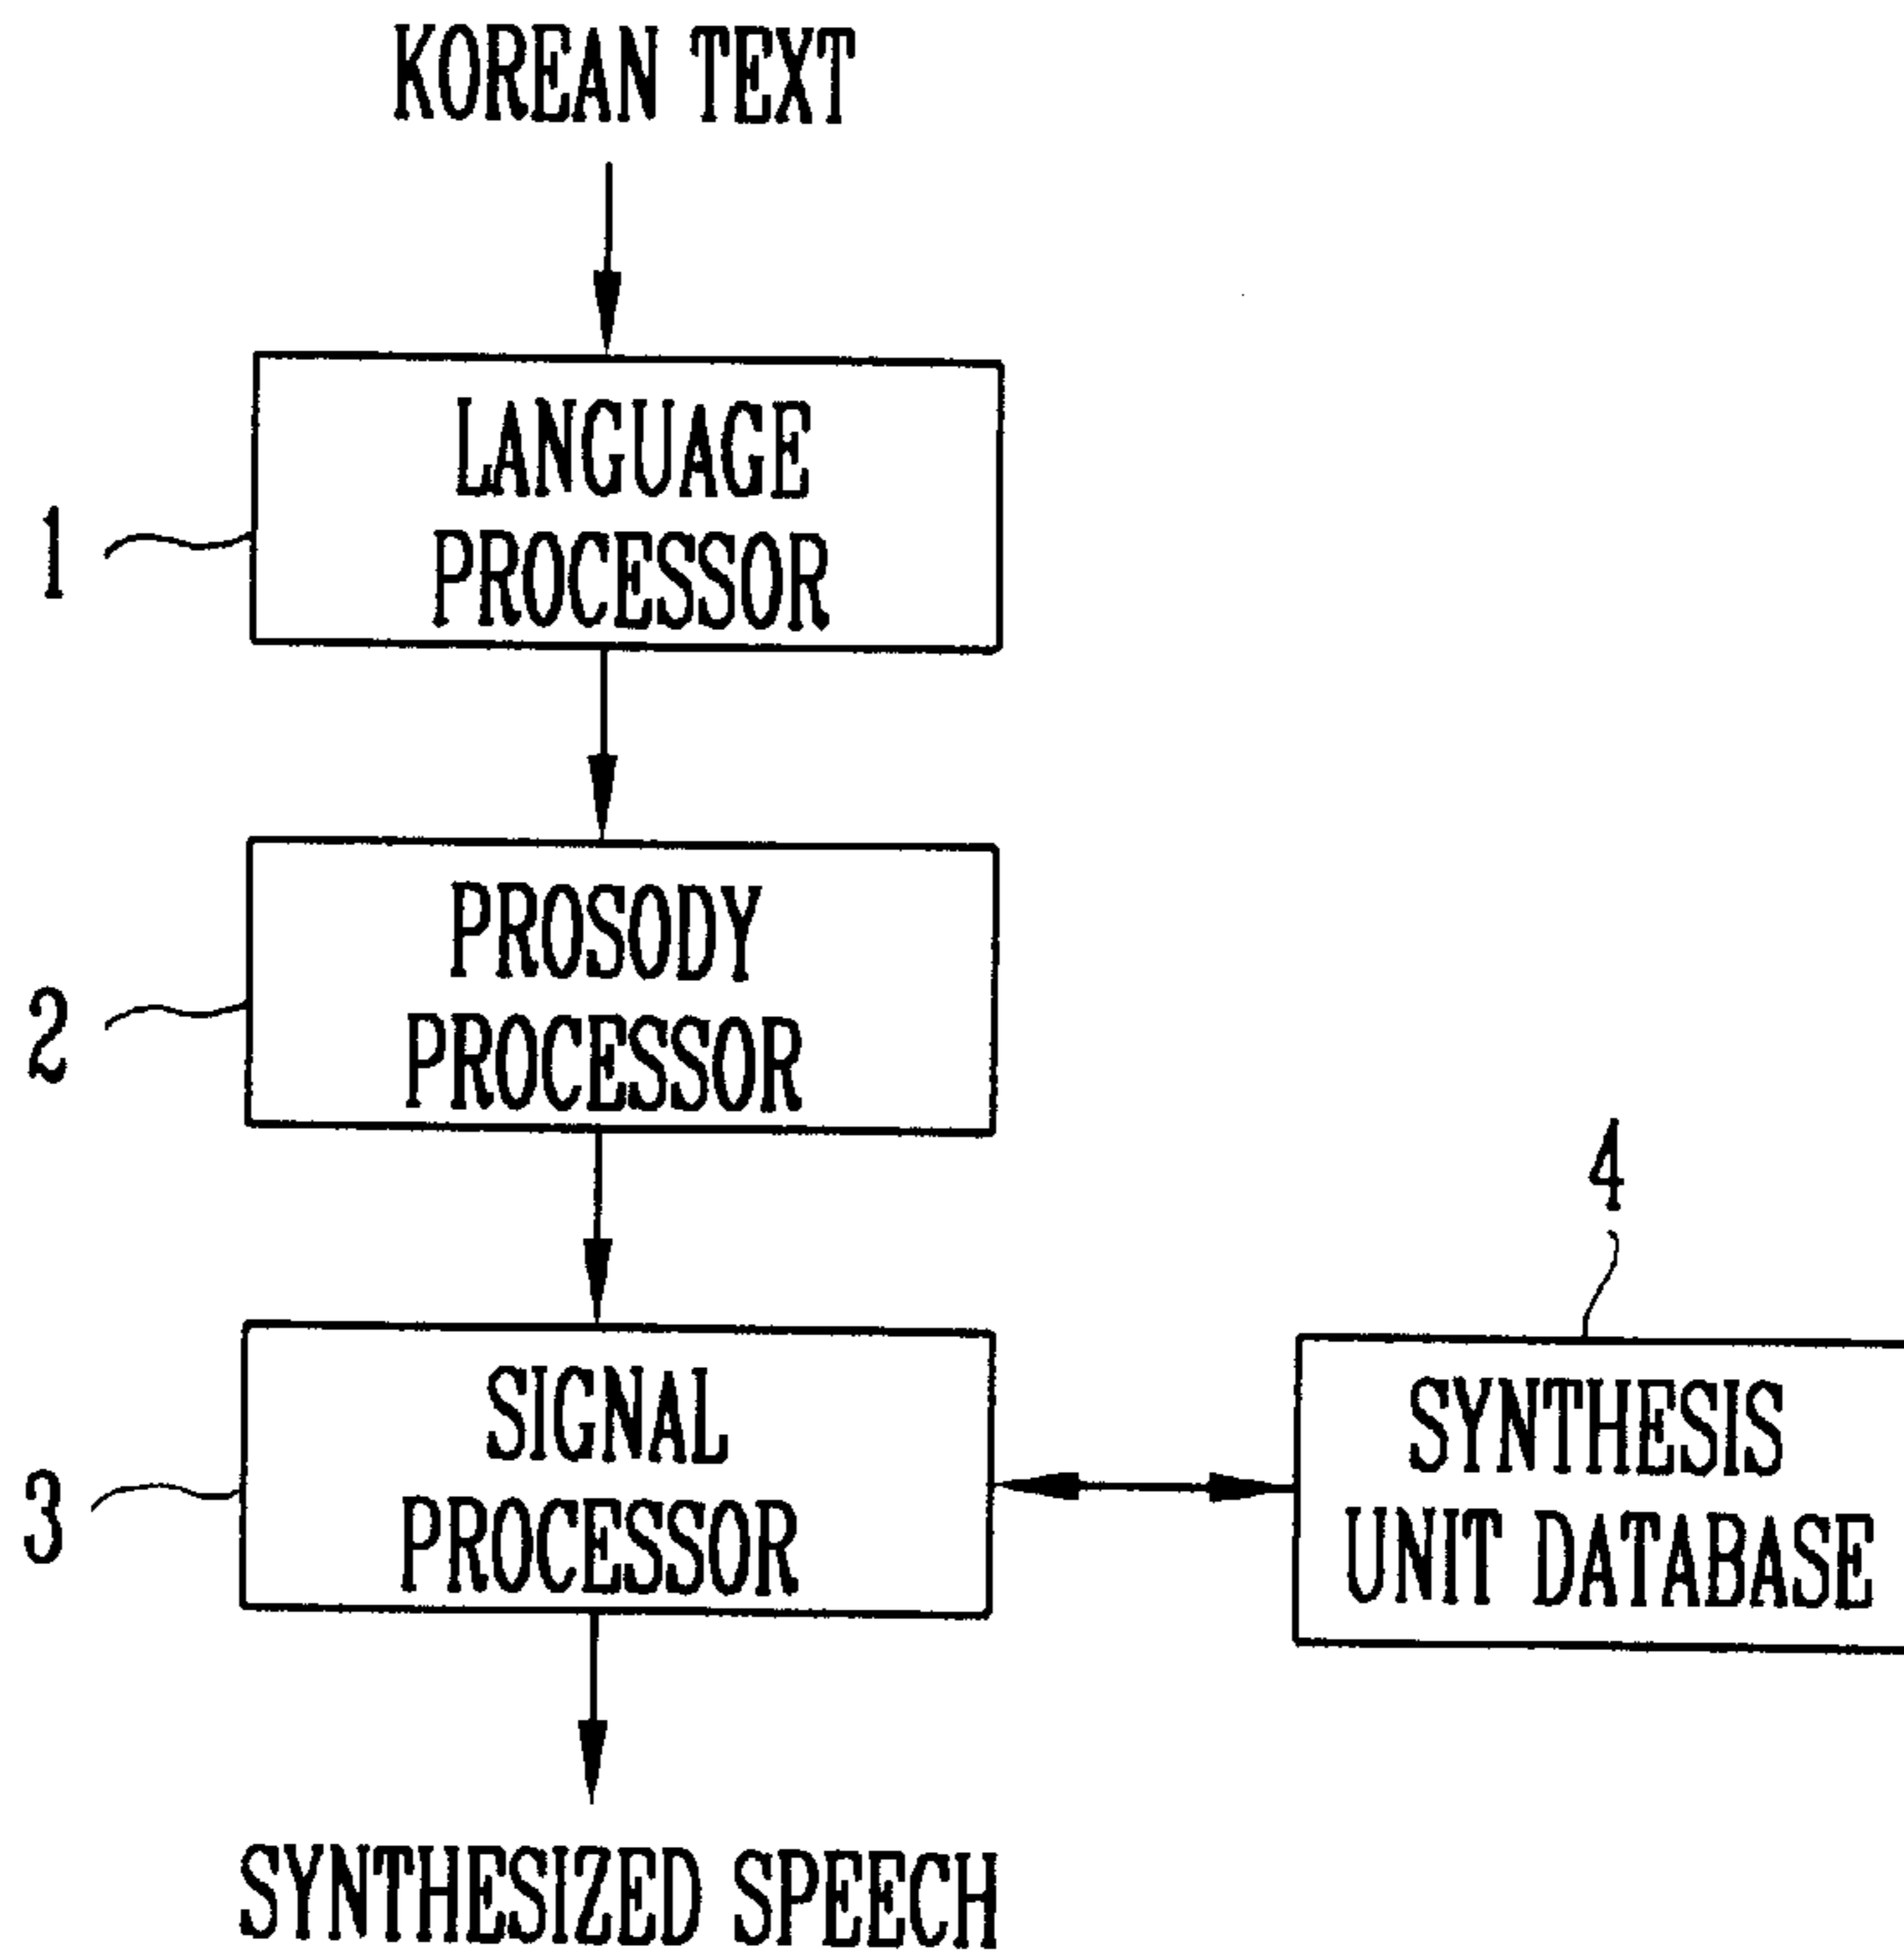 KOREAN TEXT
LANGUAGE
PROCESSOR
1
PROSODY
PROCESSOR
2
4
SIGNAL
PROCESSOR
3
SYNTHESIS
UNIT DATABASE
SYNTHESIZED SPEECH